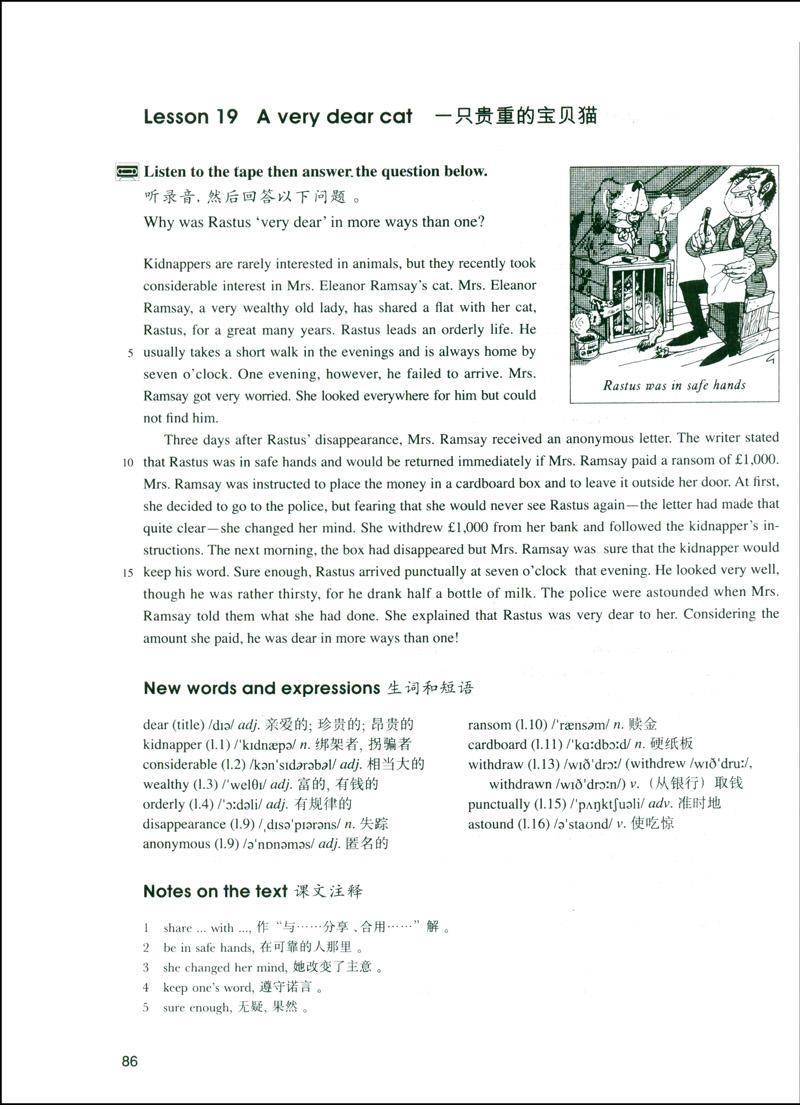 Lesson 19 A very dear cat 一只贵重的宝贝猫
Listen to the tape then answer the question below.
听录音，然后回答以下问题。
Why was Rastus ‘very dear’ in more ways than one?
Kidnappers are rarely interested in animals, but they recently took
considerable interest in Mrs. Eleanor Ramsay’s cat. Mrs. Eleanor
Ramsay, a very wealthy old lady, has shared a flat with her cat,
Rastus, for a great many years. Rastus leads an orderly life. He
5 usually takes a short walk in the evenings and is always home by
seven o’clock. One evening, however, he failed to arrive. Mrs.
Ramsay got very worried. She looked everywhere for him but could
not find him.
Rastus was in safe hands
Three days after Rastus’ disappearance, Mrs. Ramsay received an anonymous letter. The writer stated
10 that Rastus was in safe hands and would be returned immediately if Mrs. Ramsay paid a ransom of £1,000.
Mrs. Ramsay was instructed to place the money in a cardboard box and to leave it outside her door. At first,
she decided to go to the police, but fearing that she would never see Rastus again—the letter had made that
quite clear—she changed her mind. She withdrew £1,000 from her bank and followed the kidnapper’s in-
structions. The next morning, the box had disappeared but Mrs. Ramsay was sure that the kidnapper would
15 keep his word. Sure enough, Rastus arrived punctually at seven o’clock that evening. He looked very well,
though he was rather thirsty, for he drank half a bottle of milk. The police were astounded when Mrs.
Ramsay told them what she had done. She explained that Rastus was very dear to her. Considering the
amount she paid, he was dear in more ways than one!
New words and expressions 生词和短语
dear (title) /dɪə/ adj. 亲爱的; 珍贵的; 昂贵的
kidnapper (l.1) /ˈkɪdnæpə/ n. 绑架者, 拐骗者
considerable (l.2) /kənˈsɪdərəbəl/ adj. 相当大的
wealthy (l.3) /ˈwelθɪ/ adj. 富的, 有钱的
orderly (l.4) /ˈɔːdəli/ adj. 有规律的
disappearance (l.9) /ˌdɪsəˈpɪərəns/ n. 失踪
anonymous (l.9) /əˈnɒnəməs/ adj. 匿名的
ransom (l.10) /ˈrænsəm/ n. 赎金
cardboard (l.11) /ˈkɑːdbɔːd/ n. 硬纸板
withdraw (l.13) /wɪðˈdrɔː/ (withdrew /wɪðˈdruː/,
withdrawn /wɪðˈdrɔːn/) v.（从银行）取钱
punctually (l.15) /ˈpʌŋktʃuəli/ adv. 准时地
astound (l.16) /əˈstaʊnd/ v. 使吃惊
Notes on the text 课文注释
1 share ... with ..., 作“与……分享、合用……”解。
2 be in safe hands, 在可靠的人那里。
3 she changed her mind, 她改变了主意。
4 keep one’s word, 遵守诺言。
5 sure enough, 无疑, 果然。
86